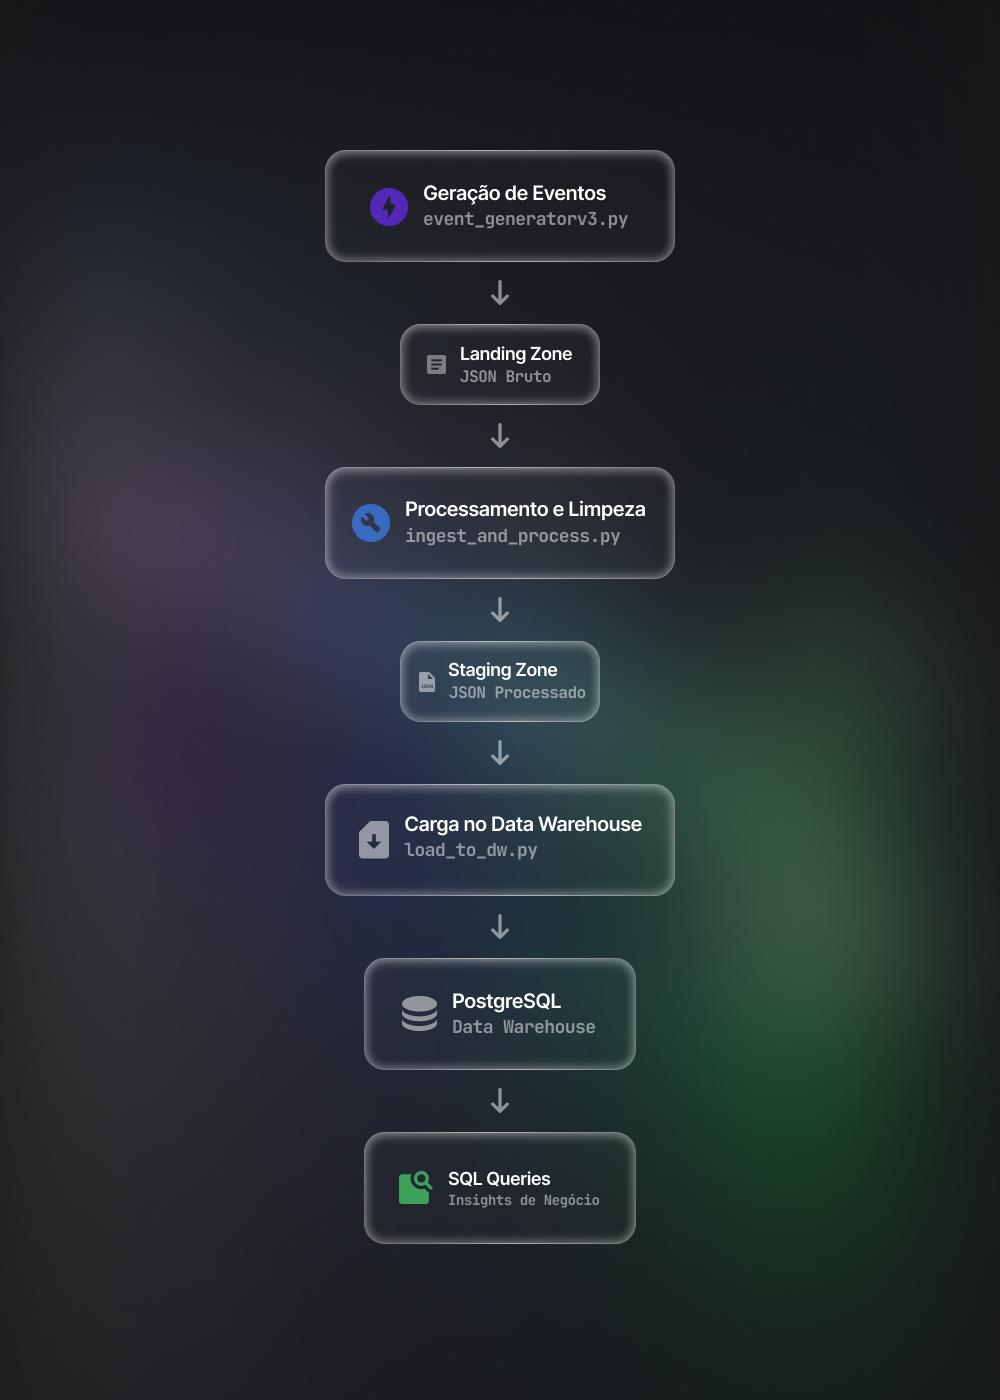 Geração de Eventos
event_generatorv3.py
Landing Zone
JSON Bruto
Processamento e Limpeza
ingest_and_process.py
Staging Zone
JSON
JSON Processado
Carga no Data Warehouse
load_to_dw.py
PostgreSQL
Data Warehouse
SQL Queries
Insights de Negócio